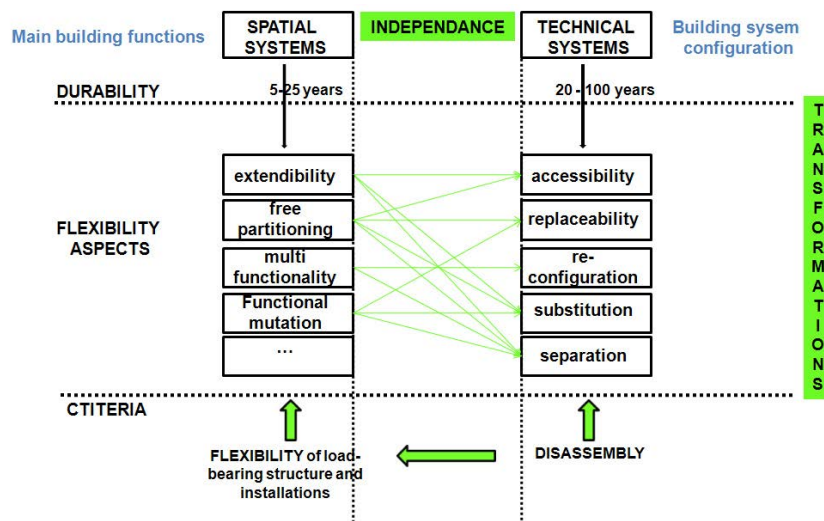 Main building functions
SPATIAL
SYSTEMS
INDEPENDANCE
TECHNICAL
SYSTEMS
Building sysem
configuration
DURABILITY
5-25 years
20 - 100 years
FLEXIBILITY
ASPECTS
extendibility
free
partitioning
multi
functionality
Functional
mutation
...
accessibility
replaceability
re-
configuration
substitution
separation
TRANSFORMATIONS
CTITERIA
FLEXIBILITY of load-
bearing structure and
installations
DISASSEMBLY